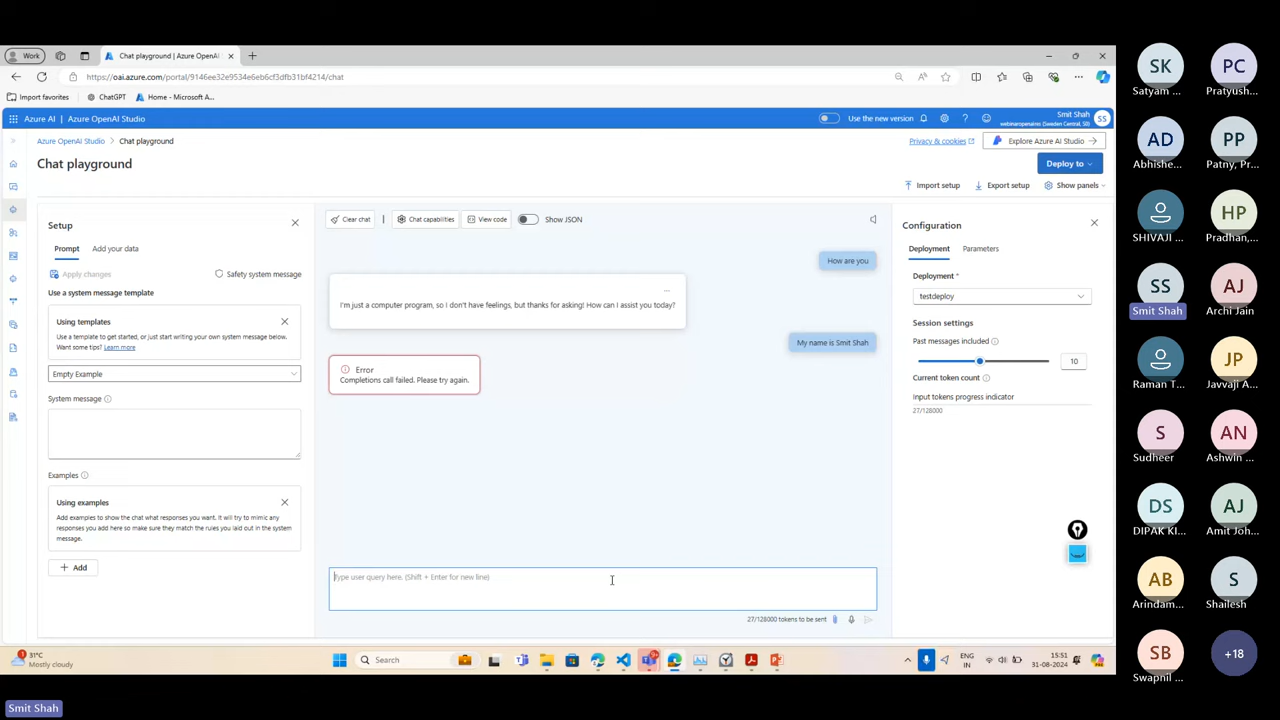 Work
Chat playground | Azure OpenAI
https://oai.azure.com/portal/9146ee32e9534e6eb6cf3dfb31bf4214/chat
Import favorites
ChatGPT
Home - Microsoft A...
Azure AI | Azure OpenAI Studio
Use the new version
Smit Shah
webinaropenaires (Sweden Central, S0)
SS
Azure OpenAI Studio > Chat playground
Privacy & cookies
Explore Azure AI Studio
Chat playground
Deploy to
Import setup
Export setup
Show panels
Setup
Prompt
Add your data
Apply changes
Safety system message
Use a system message template
Using templates
Use a template to get started, or just start writing your own system message below.
Want some tips? Learn more
Empty Example
System message
Examples
Using examples
Add examples to show the chat what responses you want. It will try to mimic any
responses you add here so make sure they match the rules you laid out in the system
message.
Add
Clear chat
Chat capabilities
View code
Show JSON
How are you
...
I'm just a computer program, so I don't have feelings, but thanks for asking! How can I assist you today?
My name is Smit Shah
Error
Completions call failed. Please try again.
Type user query here. (Shift + Enter for new line)
27/128000 tokens to be sent
Configuration
Deployment
Parameters
Deployment *
testdeploy
Session settings
Past messages included
10
Current token count
Input tokens progress indicator
27/128000
31°C
Mostly cloudy
Search
ENG
IN
15:51
31-08-2024
SK
Satyam ...
PC
Pratyush...
AD
Abhishe...
PP
Patny, Pr...
SHIVAJI ...
HP
Pradhan,...
SS
Smit Shah
AJ
Archi Jain
Raman T...
JP
Javvaji A...
S
Sudheer
AN
Ashwin ...
DS
DIPAK KI...
AJ
Amit Joh...
AB
Arindam...
S
Shailesh
SB
Swapnil ...
+18
Smit Shah